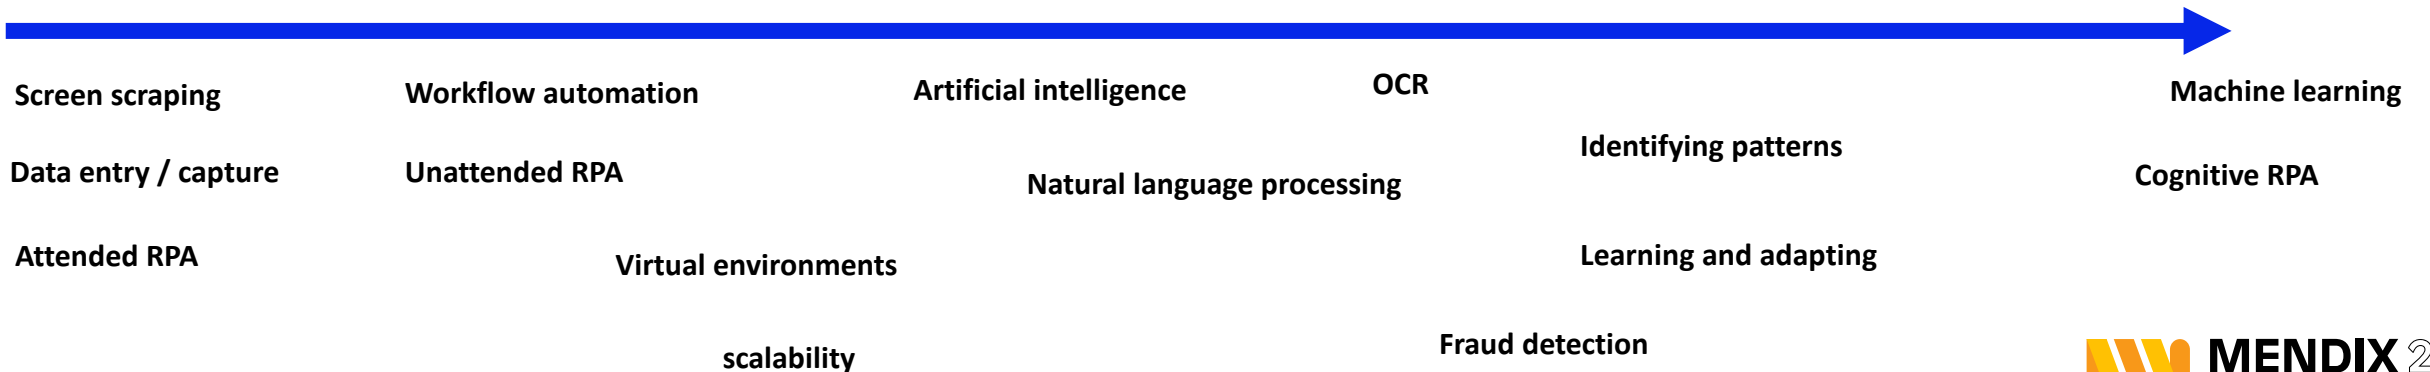 Screen scraping
Workflow automation
Artificial intelligence
OCR
Machine learning
Identifying patterns
Data entry / capture
Unattended RPA
Natural language processing
Cognitive RPA
Attended RPA
Virtual environments
Learning and adapting
scalability
Fraud detection
MENDIX 2